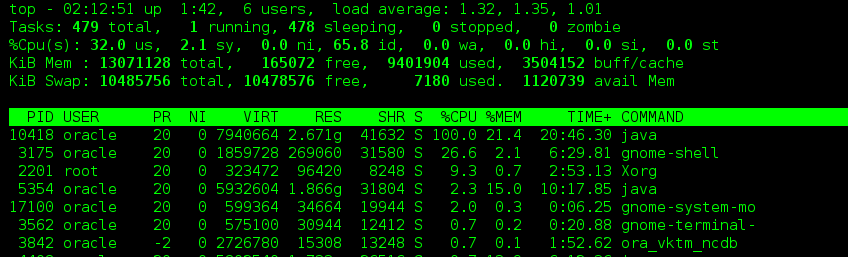 top - 02:12:51 up  1:42,  6 users,  load average: 1.32, 1.35, 1.01
Tasks: 479 total,   1 running, 478 sleeping,   0 stopped,   0 zombie
%Cpu(s): 32.0 us,  2.1 sy,  0.0 ni, 65.8 id,  0.0 wa,  0.0 hi,  0.0 si,  0.0 st
KiB Mem : 13071128 total,   165072 free,  9401904 used,  3504152 buff/cache
KiB Swap: 10485756 total, 10478576 free,     7180 used.  1120739 avail Mem
PID USER      PR  NI    VIRT    RES    SHR S  %CPU %MEM     TIME+ COMMAND
10418 oracle    20   0 7940664 2.671g  41632 S 100.0 21.4  20:46.30 java
3175 oracle    20   0 1859728 269060  31580 S  26.6  2.1   6:29.81 gnome-shell
2201 root      20   0  323472  96420   8248 S   9.3  0.7   2:53.13 Xorg
5354 oracle    20   0 5932604 1.866g  31804 S   2.3 15.0  10:17.85 java
17100 oracle    20   0  599364  34664  19944 S   2.0  0.3   0:06.25 gnome-system-mo
3562 oracle    20   0  575100  30944  12412 S   0.7  0.2   0:20.88 gnome-terminal-
3842 oracle    -2   0 2726780  15308  13248 S   0.7  0.1   1:52.62 ora_vktm_ncdb